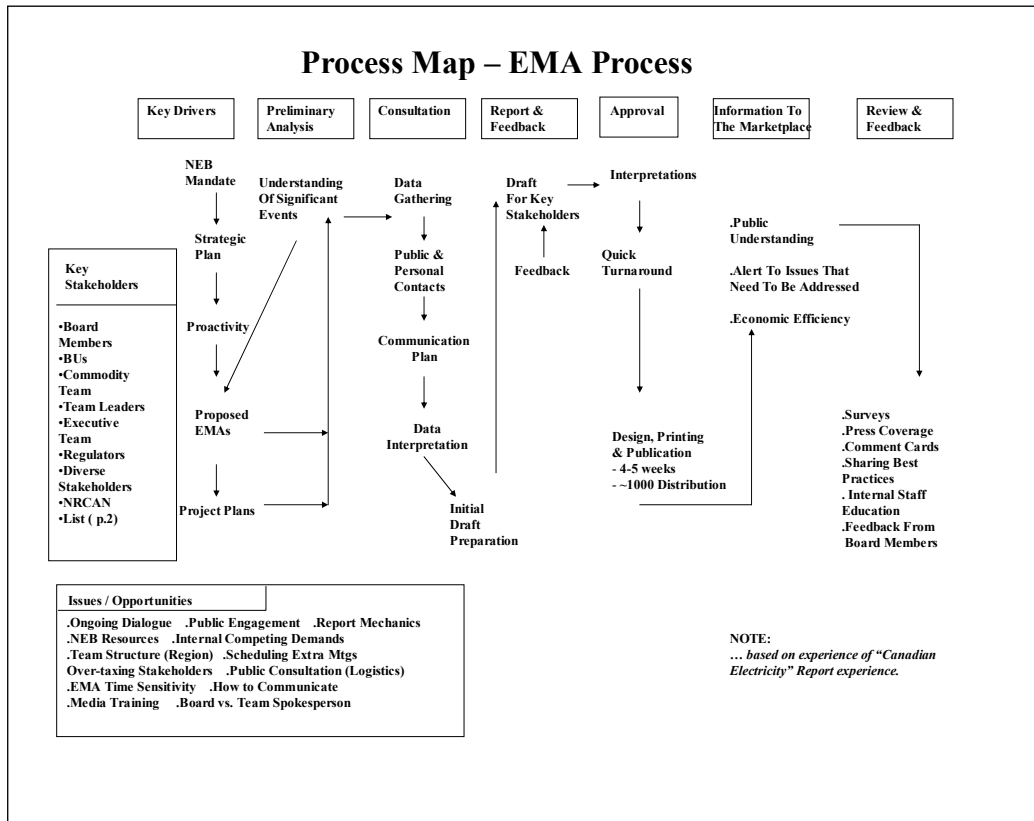 Process Map – EMA Process
Key Drivers
Preliminary
Analysis
Consultation
Report &
Feedback
Approval
Information To
The Marketplace
Review &
Feedback
NEB
Mandate
Strategic
Plan
Proactivity
Proposed
EMAs
Project Plans
Understanding
Of Significant
Events
Data
Gathering
Public &
Personal
Contacts
Communication
Plan
Data
Interpretation
Initial
Draft
Preparation
Draft
For Key
Stakeholders
Feedback
Interpretations
Quick
Turnaround
Design, Printing
& Publication
- 4-5 weeks
- ~1000 Distribution
.Public
Understanding
.Alert To Issues That
Need To Be Addressed
.Economic Efficiency
.Surveys
.Press Coverage
.Comment Cards
.Sharing Best
Practices
. Internal Staff
Education
.Feedback From
Board Members
Key
Stakeholders
•Board
Members
•BUs
•Commodity
Team
•Team Leaders
•Executive
Team
•Regulators
•Diverse
Stakeholders
•NRCAN
•List ( p.2)
Issues / Opportunities
.Ongoing Dialogue .Public Engagement .Report Mechanics
.NEB Resources .Internal Competing Demands
.Team Structure (Region) .Scheduling Extra Mtgs
Over-taxing Stakeholders .Public Consultation (Logistics)
.EMA Time Sensitivity .How to Communicate
.Media Training .Board vs. Team Spokesperson
NOTE:
… based on experience of “Canadian
Electricity” Report experience.